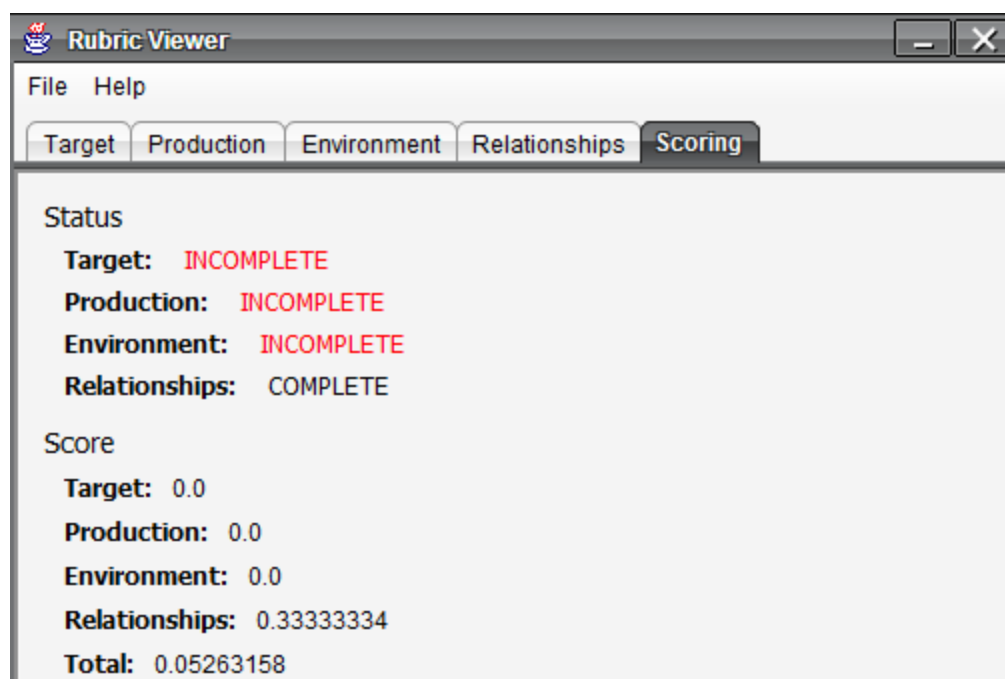 Rubric Viewer
File Help
Target Production Environment Relationships Scoring
Status
Target: INCOMPLETE
Production: INCOMPLETE
Environment: INCOMPLETE
Relationships: COMPLETE
Score
Target: 0.0
Production: 0.0
Environment: 0.0
Relationships: 0.33333334
Total: 0.05263158